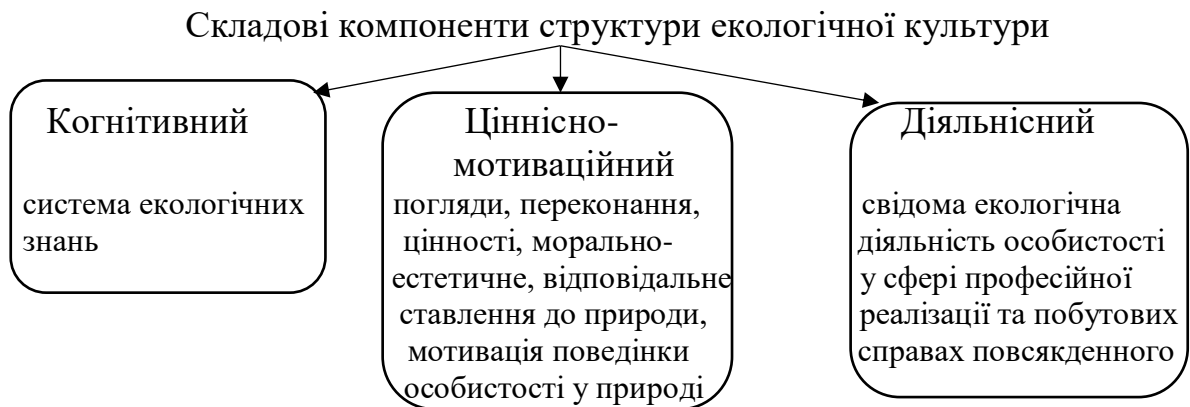 Складові компоненти структури екологічної культури
Когнітивний
система екологічних
знань
Ціннісно-
мотиваційний
погляди, переконання,
цінності, морально-
естетичне, відповідальне
ставлення до природи,
мотивація поведінки
особистості у природі
Діяльнісний
свідома екологічна
діяльність особистості
у сфері професійної
реалізації та побутових
справах повсякденного